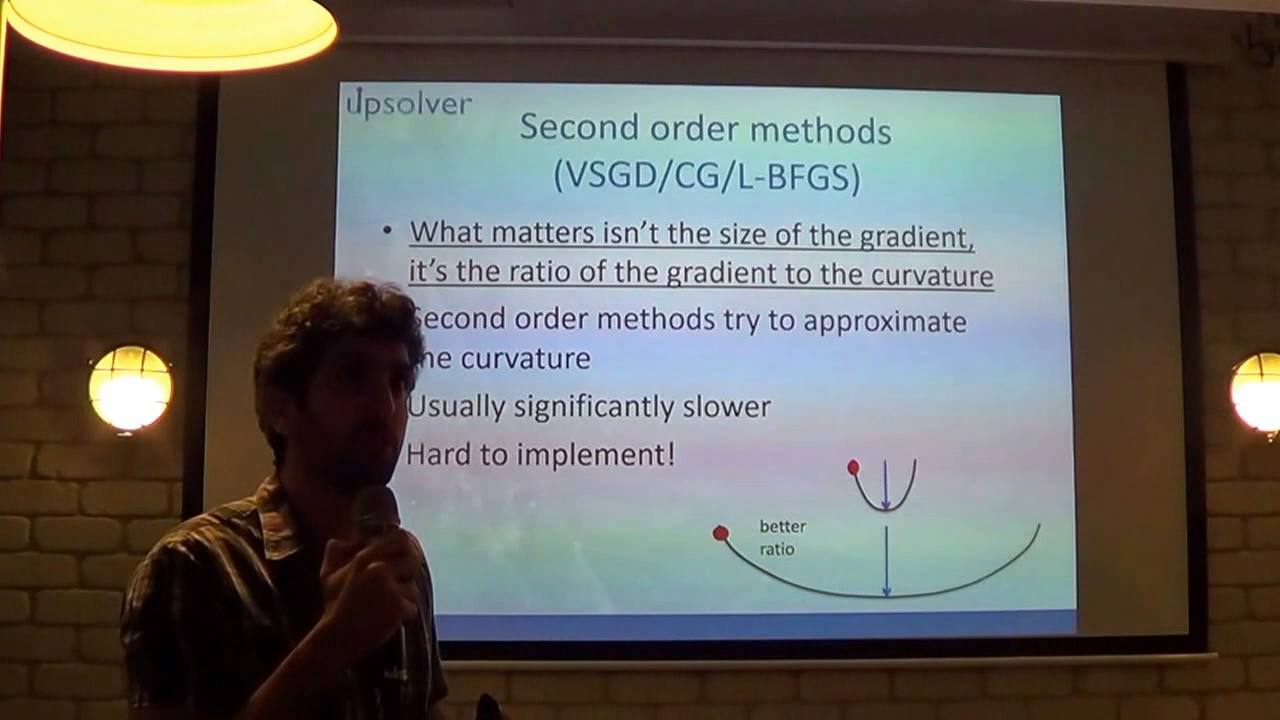 upsolver
Second order methods
(VSGD/CG/L-BFGS)
• What matters isn't the size of the gradient,
it's the ratio of the gradient to the curvature
Second order methods try to approximate
he curvature
Usually significantly slower
Hard to implement!
better
ratio